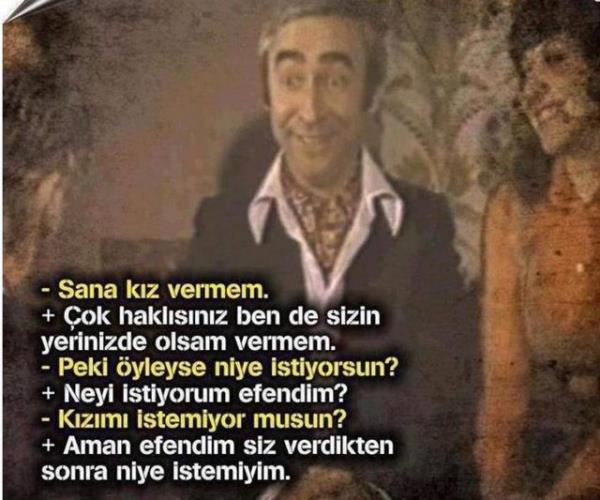 - Sana kız vermem.
+ Çok haklısınız ben de sizin
yerinizde olsam vermem.
- Peki öyleyse niye istiyorsun?
+ Neyi istiyorum efendim?
- Kızımı istemiyor musun?
+ Aman efendim siz verdikten
sonra niye istemiyim.